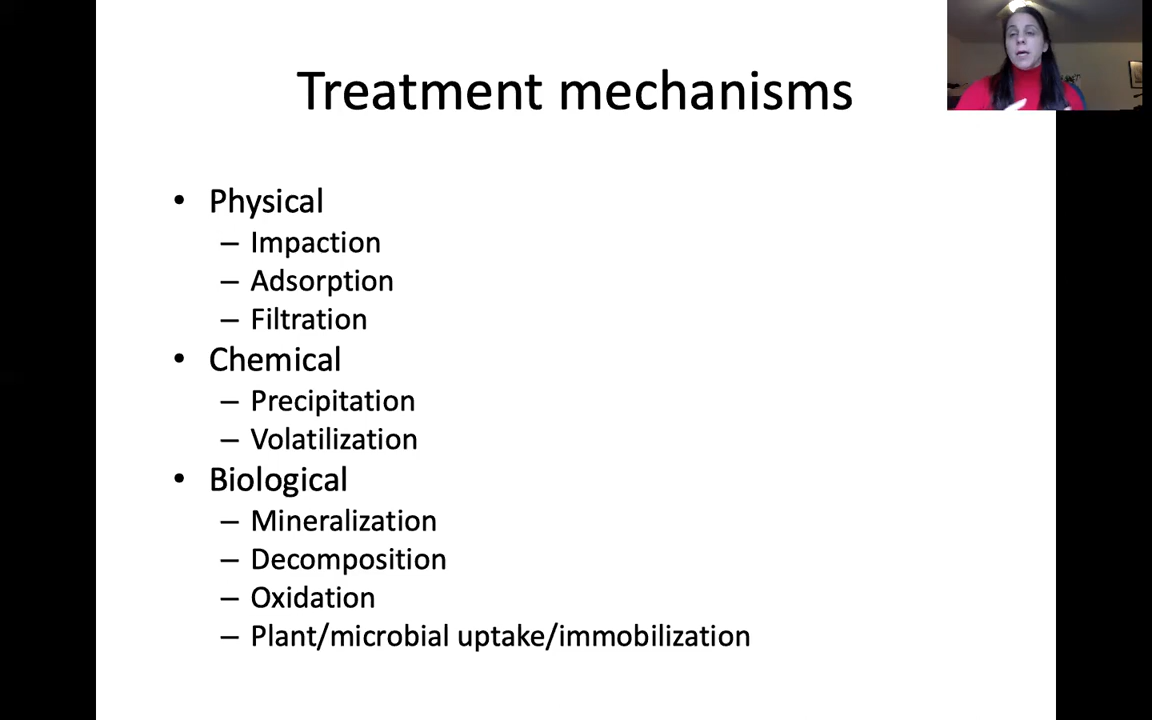 Treatment mechanisms
• Physical
– Impaction
– Adsorption
– Filtration
• Chemical
– Precipitation
– Volatilization
• Biological
– Mineralization
– Decomposition
– Oxidation
– Plant/microbial uptake/immobilization